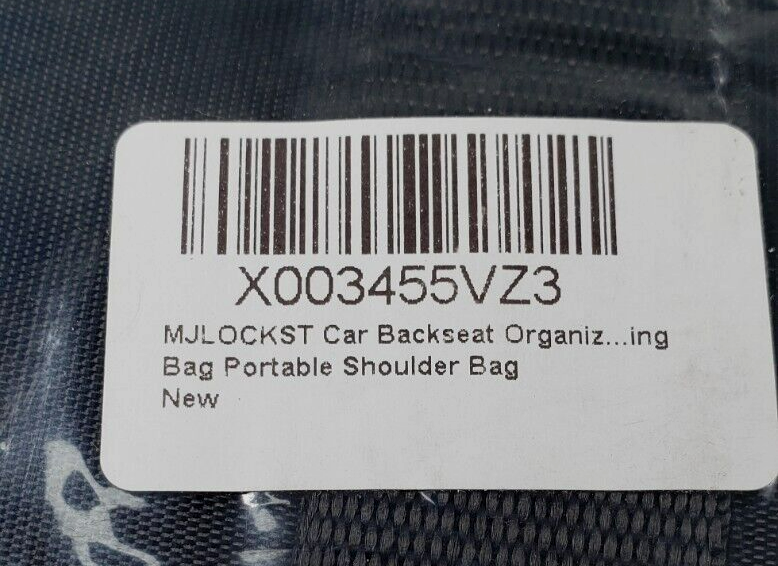 X003455VZ3
MJLOCKST Car Backseat Organiz...ing
Bag Portable Shoulder Bag
New